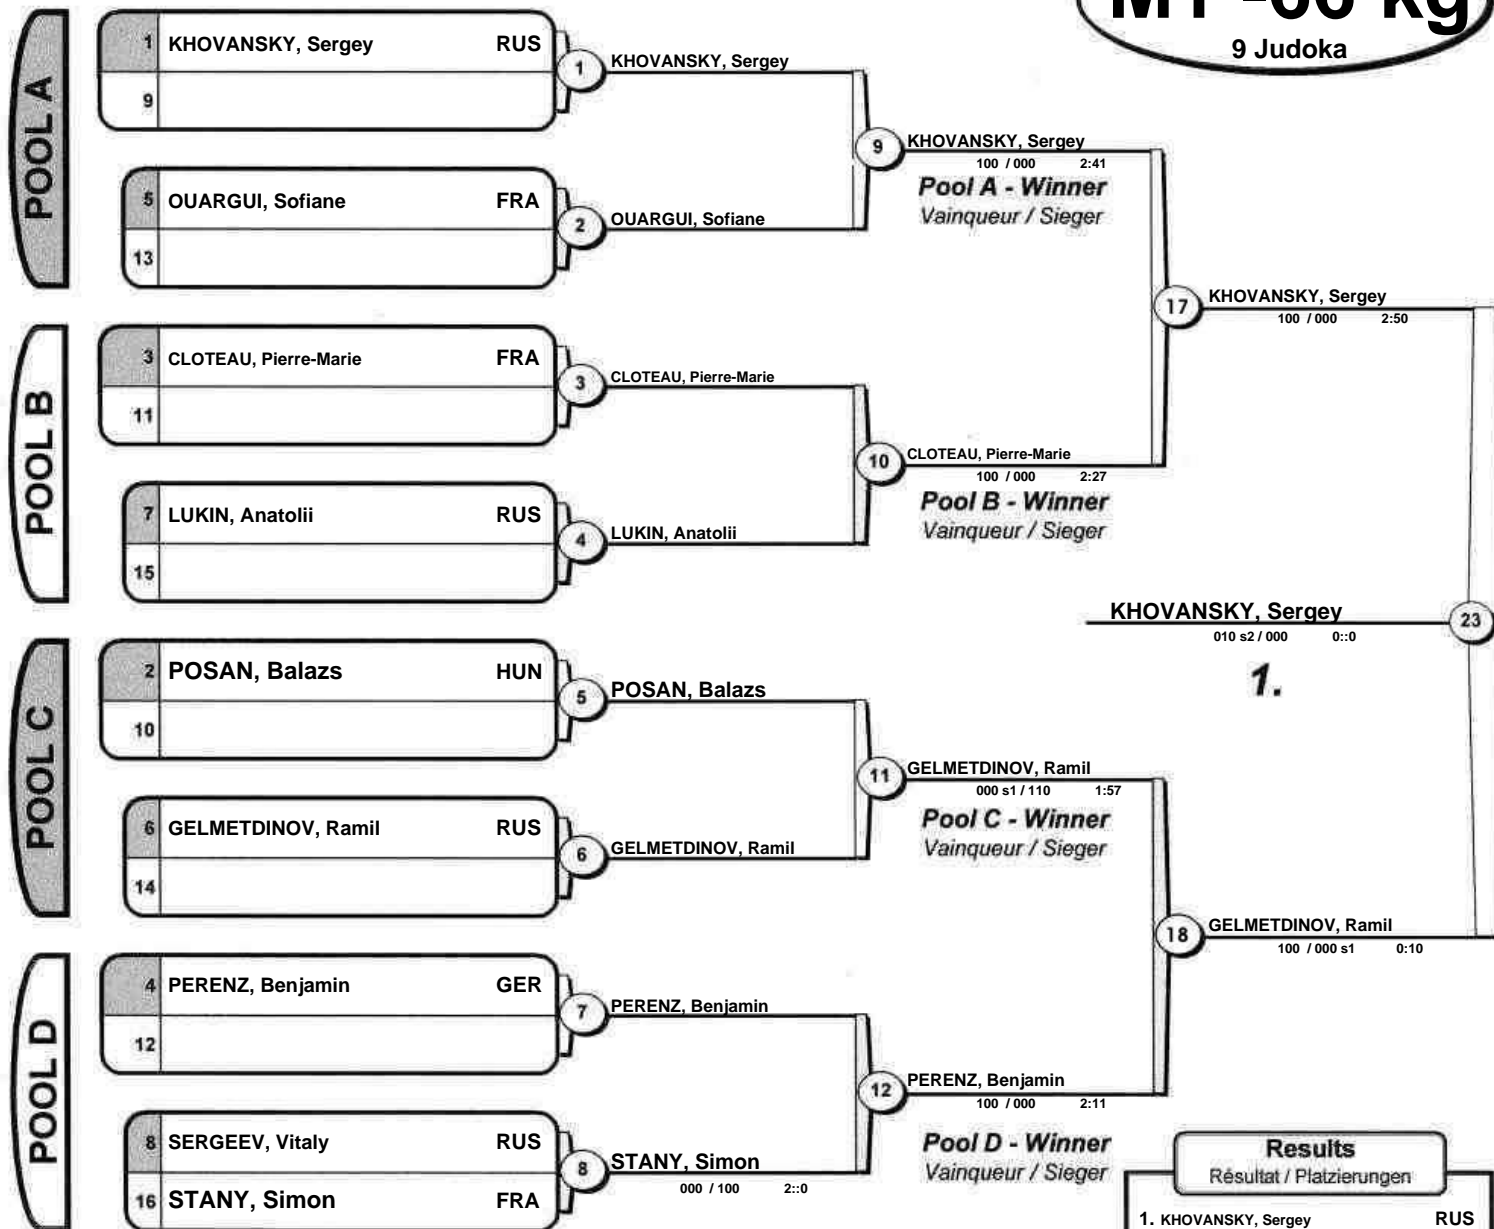 M1 -66 kg
9 Judoka
POOL A
1 KHOVANSKY, Sergey RUS
9
1 KHOVANSKY, Sergey
5 OUARGUI, Sofiane FRA
13
2 OUARGUI, Sofiane
9 KHOVANSKY, Sergey
100 / 000 2:41
Pool A - Winner
Vainqueur / Sieger
POOL B
3 CLOTEAU, Pierre-Marie FRA
11
3 CLOTEAU, Pierre-Marie
7 LUKIN, Anatolii RUS
15
4 LUKIN, Anatolii
10 CLOTEAU, Pierre-Marie
100 / 000 2:27
Pool B - Winner
Vainqueur / Sieger
17 KHOVANSKY, Sergey
100 / 000 2:50
KHOVANSKY, Sergey 23
010 s2 / 000 0::0
1.
POOL C
2 POSAN, Balazs HUN
10
5 POSAN, Balazs
6 GELMETDINOV, Ramil RUS
14
6 GELMETDINOV, Ramil
11 GELMETDINOV, Ramil
000 s1 / 110 1:57
Pool C - Winner
Vainqueur / Sieger
18 GELMETDINOV, Ramil
100 / 000 s1 0:10
POOL D
4 PERENZ, Benjamin GER
12
7 PERENZ, Benjamin
8 SERGEEV, Vitaly RUS
16 STANY, Simon FRA
8 STANY, Simon
000 / 100 2::0
12 PERENZ, Benjamin
100 / 000 2:11
Pool D - Winner
Vainqueur / Sieger
Results
Résultat / Platzierungen
1. KHOVANSKY, Sergey RUS